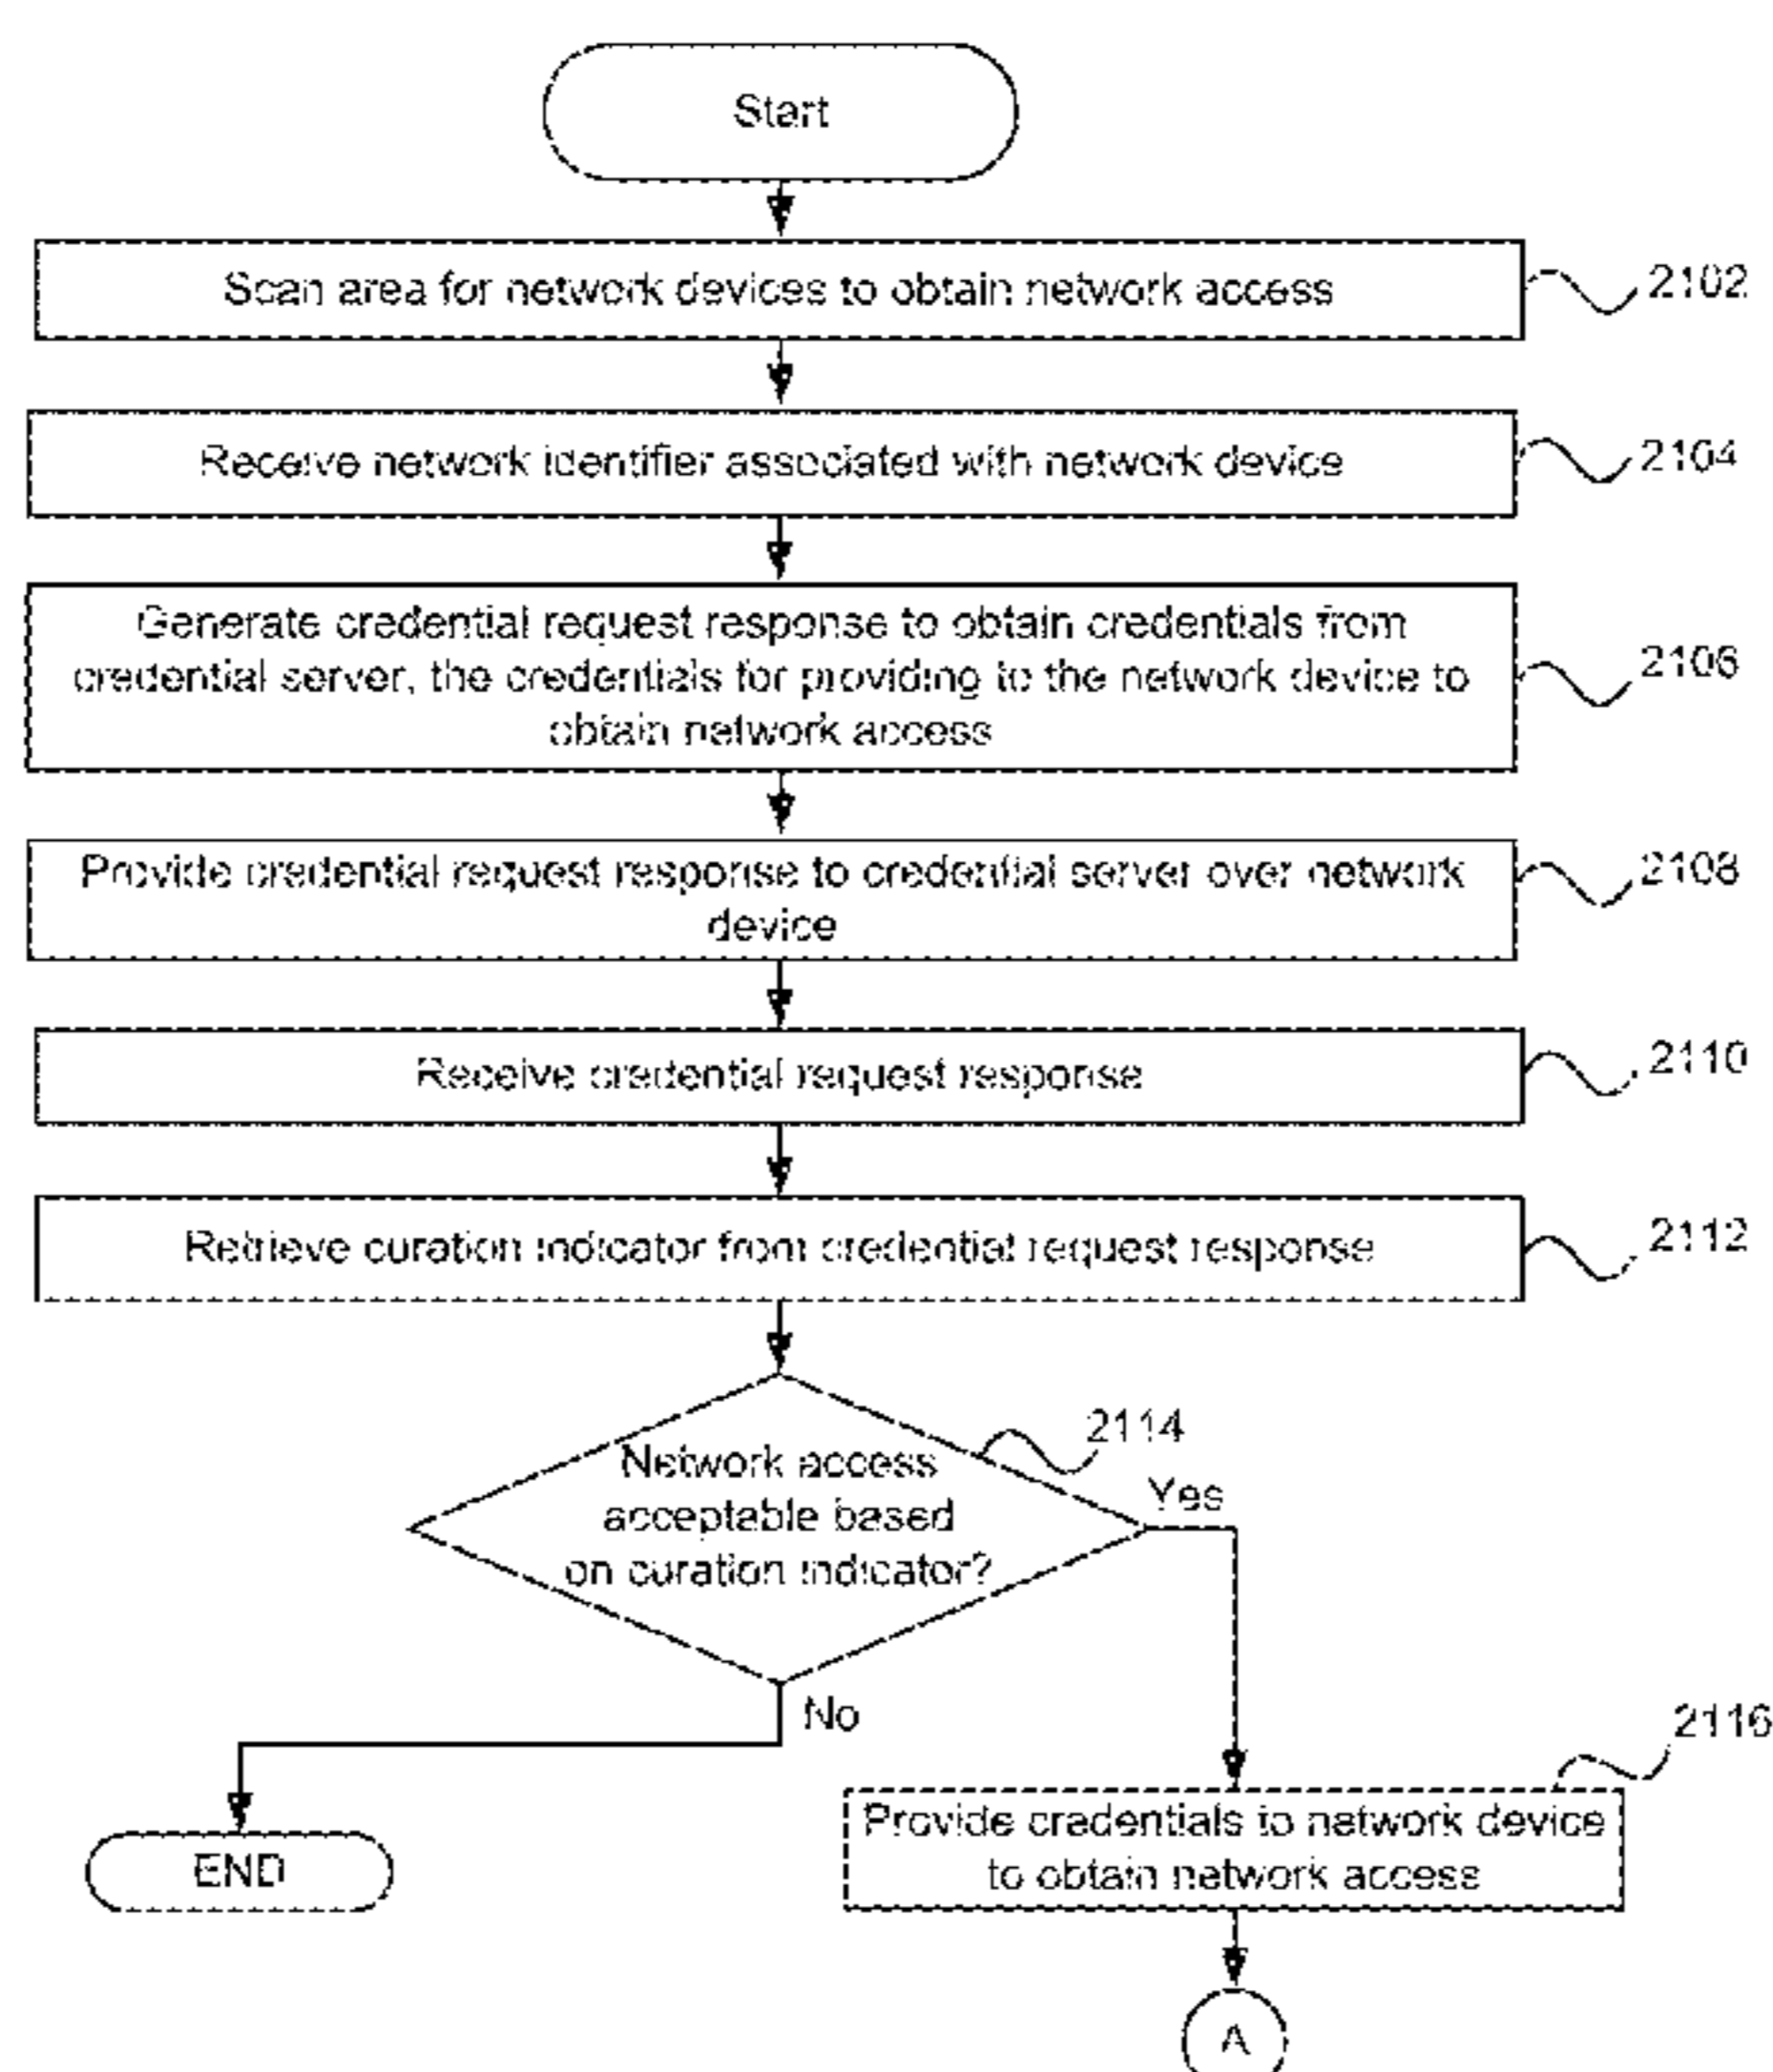 Start
Scan area for network devices to obtain network access
2102
Receive network identifier associated with network device
2104
Generate credential request response to obtain credentials from
credential server, the credentials for providing to the network device to
obtain network access
2106
Provide credential request response to credential server over network
device
2108
Receive credential request response
2110
Retrieve curation indicator from credential request response
2112
Network access
acceptable based
on curation indicator?
2114
Yes
No
2116
Provide credentials to network device
to obtain network access
END
A